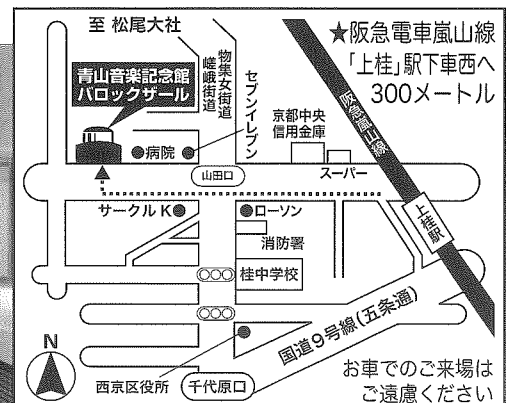 至 松尾大社
★阪急電車嵐山線
「上桂」駅下車西へ
300メートル
青山音楽記念館
バロックザール
物集女街道
嵯峨街道
セブンイレブン
京都中央
信用金庫
阪急嵐山線
病院
スーパー
山田口
サークルK
ローソン
上桂駅
消防署
桂中学校
国道9号線(五条通)
N
西京区役所
千代原口
お車でのご来場は
ご遠慮ください